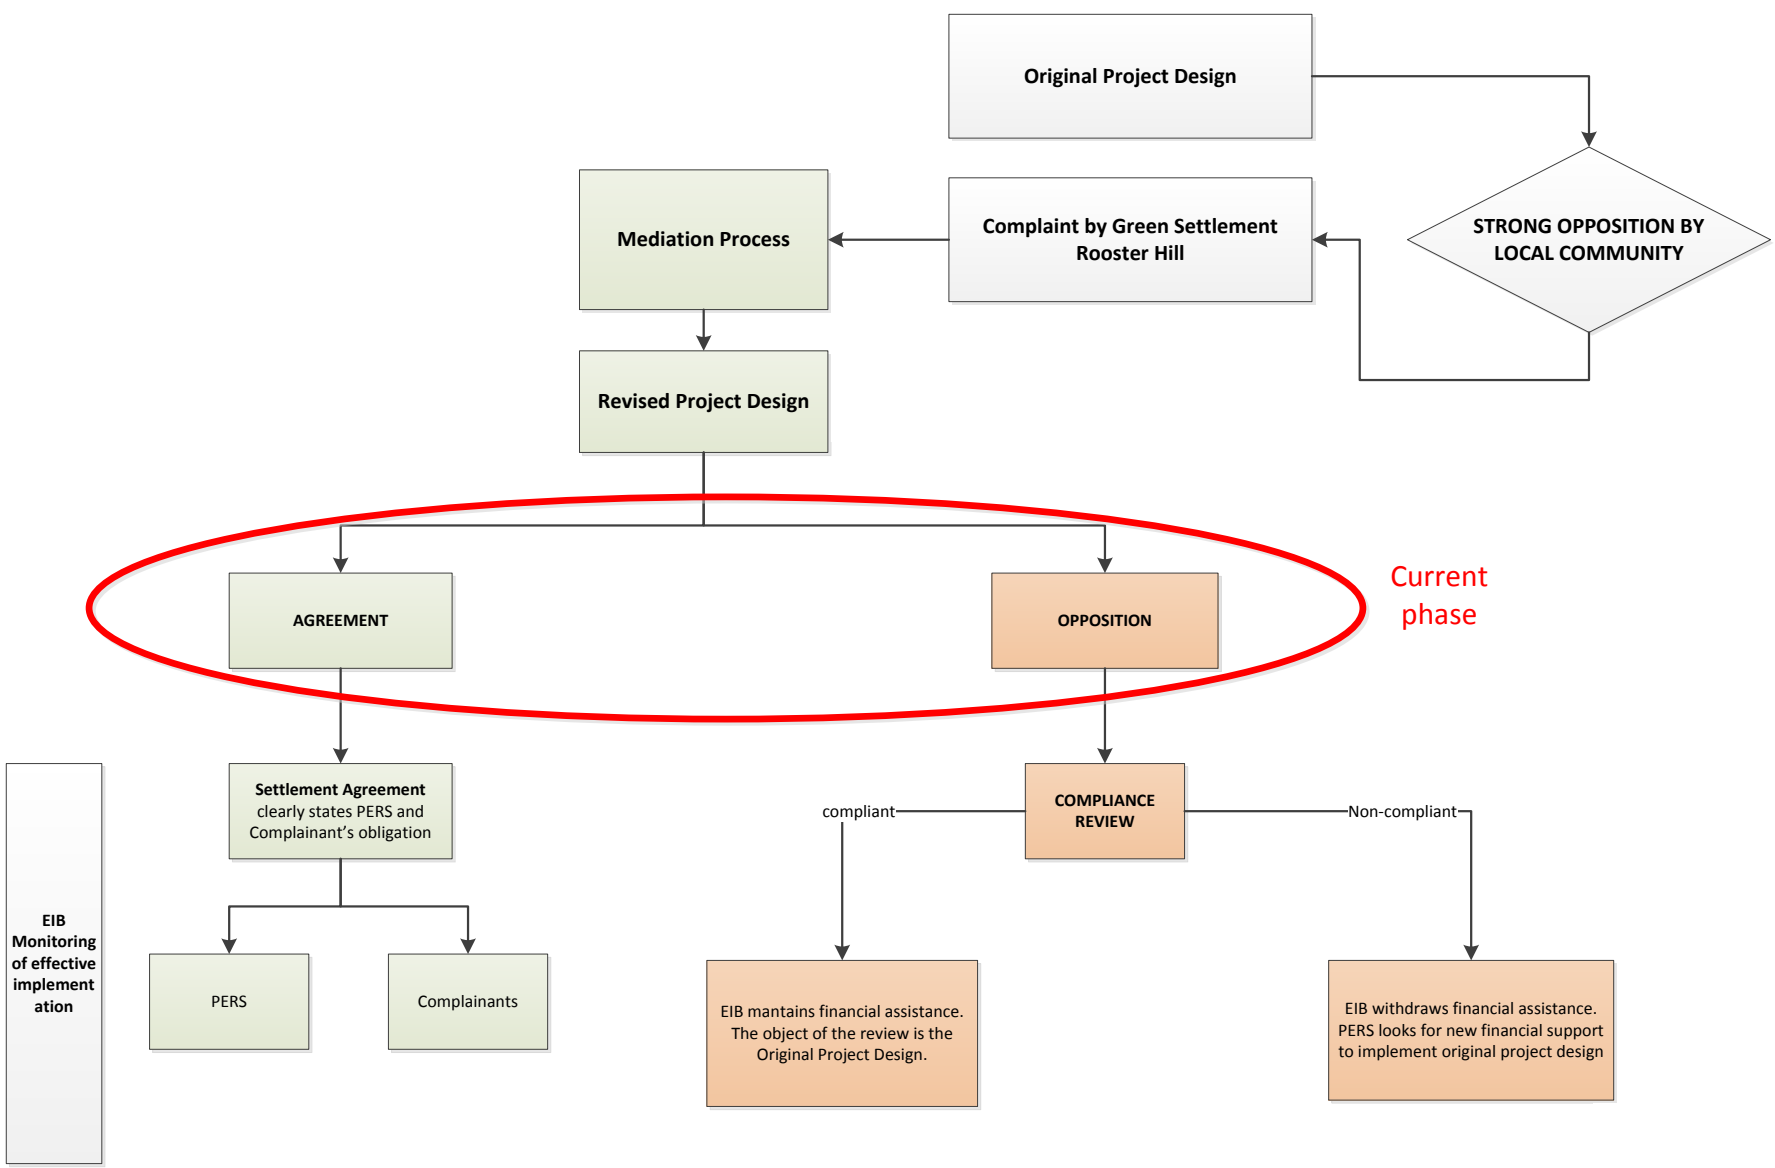 Original Project Design
STRONG OPPOSITION BY
LOCAL COMMUNITY
Complaint by Green Settlement
Rooster Hill
Mediation Process
Revised Project Design
Current
phase
AGREEMENT
OPPOSITION
Settlement Agreement
clearly states PERS and
Complainant’s obligation
compliant
COMPLIANCE
REVIEW
Non-compliant
EIB
Monitoring
of effective
implement
ation
PERS
Complainants
EIB mantains financial assistance.
The object of the review is the
Original Project Design.
EIB withdraws financial assistance.
PERS looks for new financial support
to implement original project design